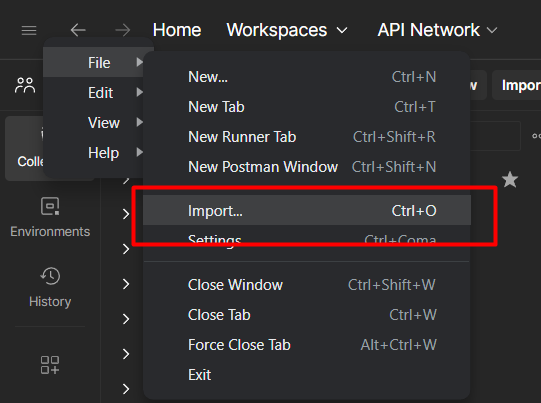 Home Workspaces API Network
File
Edit
View
Help
New... Ctrl+N
New Tab Ctrl+T
New Runner Tab Ctrl+Shift+R
New Postman Window Ctrl+Shift+N
Import... Ctrl+O
Settings Ctrl+Coma
Close Window Ctrl+Shift+W
Close Tab Ctrl+W
Force Close Tab Alt+Ctrl+W
Exit
w Impor
Colle
Environments
History